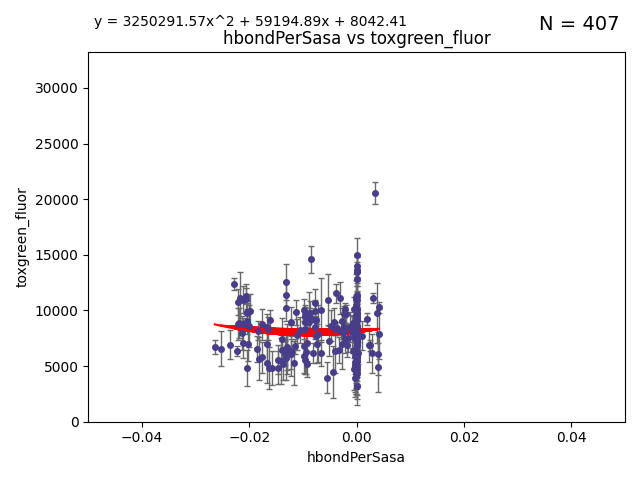 y = 3250291.57x^2 + 59194.89x + 8042.41
N = 407
hbondPerSasa vs toxgreen_fluor
30000
25000
20000
15000
10000
5000
0
toxgreen_fluor
−0.04
−0.02
0.00
0.02
0.04
hbondPerSasa